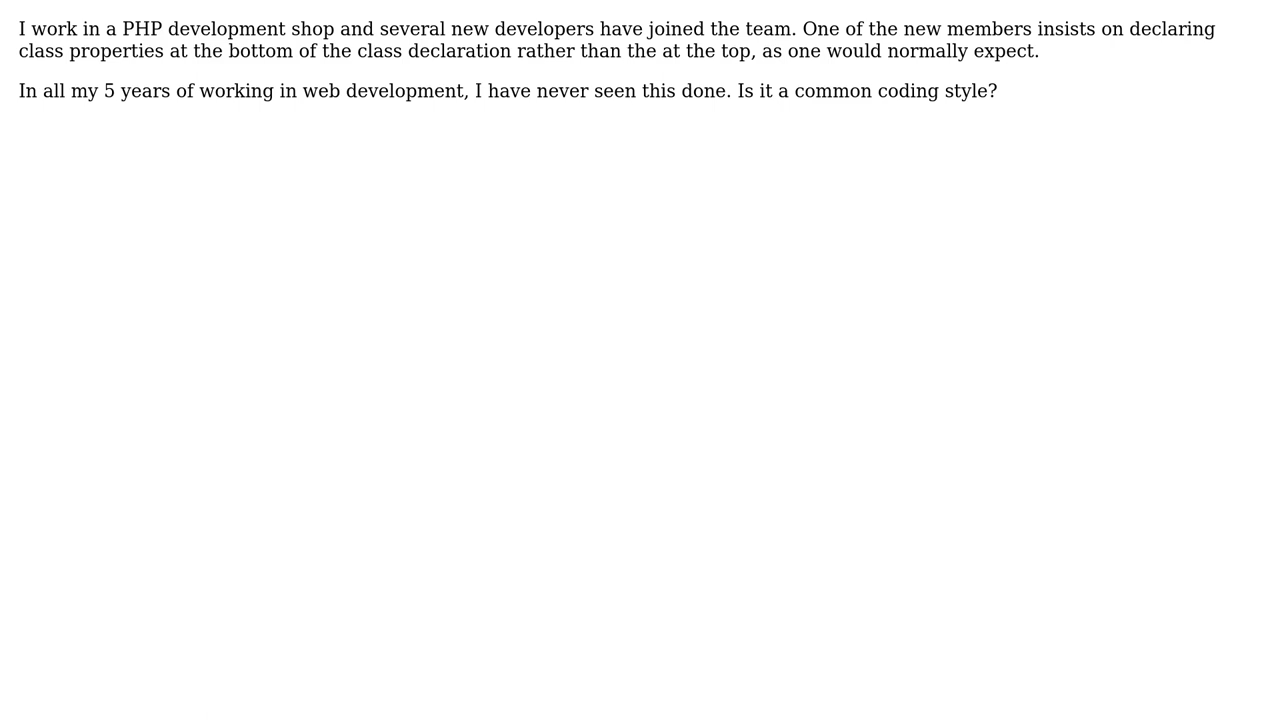 I work in a PHP development shop and several new developers have joined the team. One of the new members insists on declaring
class properties at the bottom of the class declaration rather than the at the top, as one would normally expect.
In all my 5 years of working in web development, I have never seen this done. Is it a common coding style?